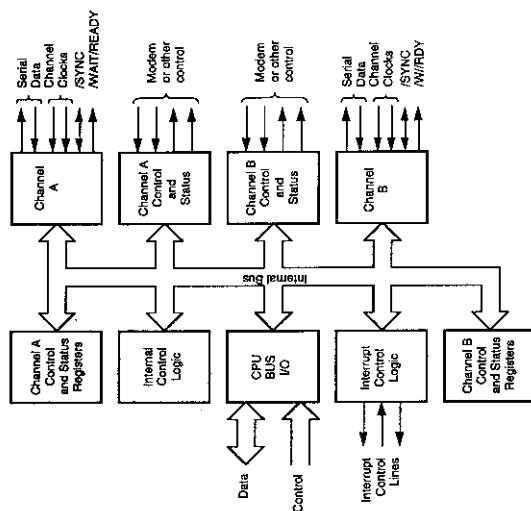 Serial
Data
Channel
Clocks
/SYNC
/WAIT/READY
Modem
or other
control
Modem
or other
control
Serial
Data
Channel
Clocks
/SYNC
/W//RDY
Channel
A
Channel A
Control
and
Status
Channel B
Control
and
Status
Channel
B
Internal Bus
Channel A
Control
and Status
Registers
Internal
Control
Logic
CPU
BUS
I/O
Interrupt
Control
Logic
Channel B
Control
and Status
Registers
Data
Control
Interrupt
Control
Lines